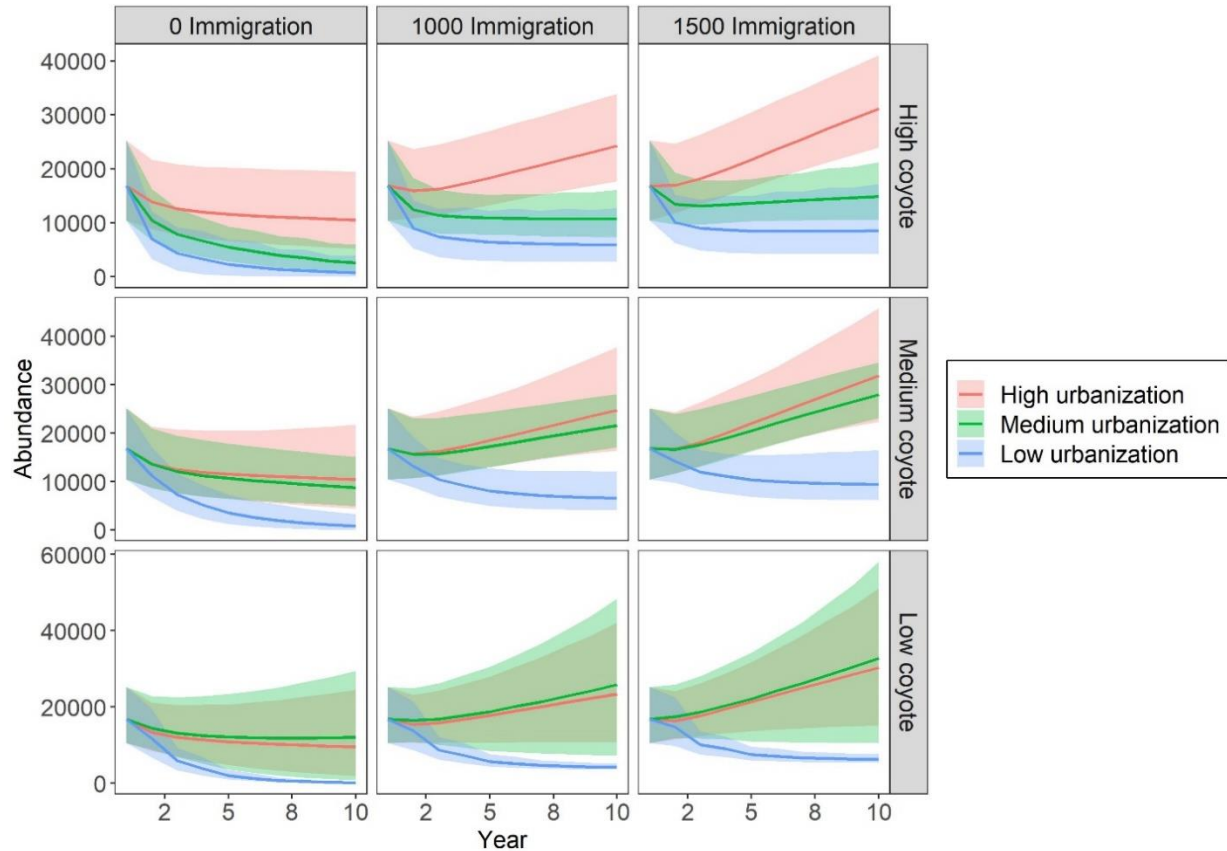 0 Immigration
1000 Immigration
1500 Immigration
40000
30000
20000
10000
0
High coyote
Abundance
40000
30000
20000
10000
0
Medium coyote
60000
40000
20000
0
Low coyote
2 5 8 10
2 5 8 10
2 5 8 10
Year
High urbanization
Medium urbanization
Low urbanization